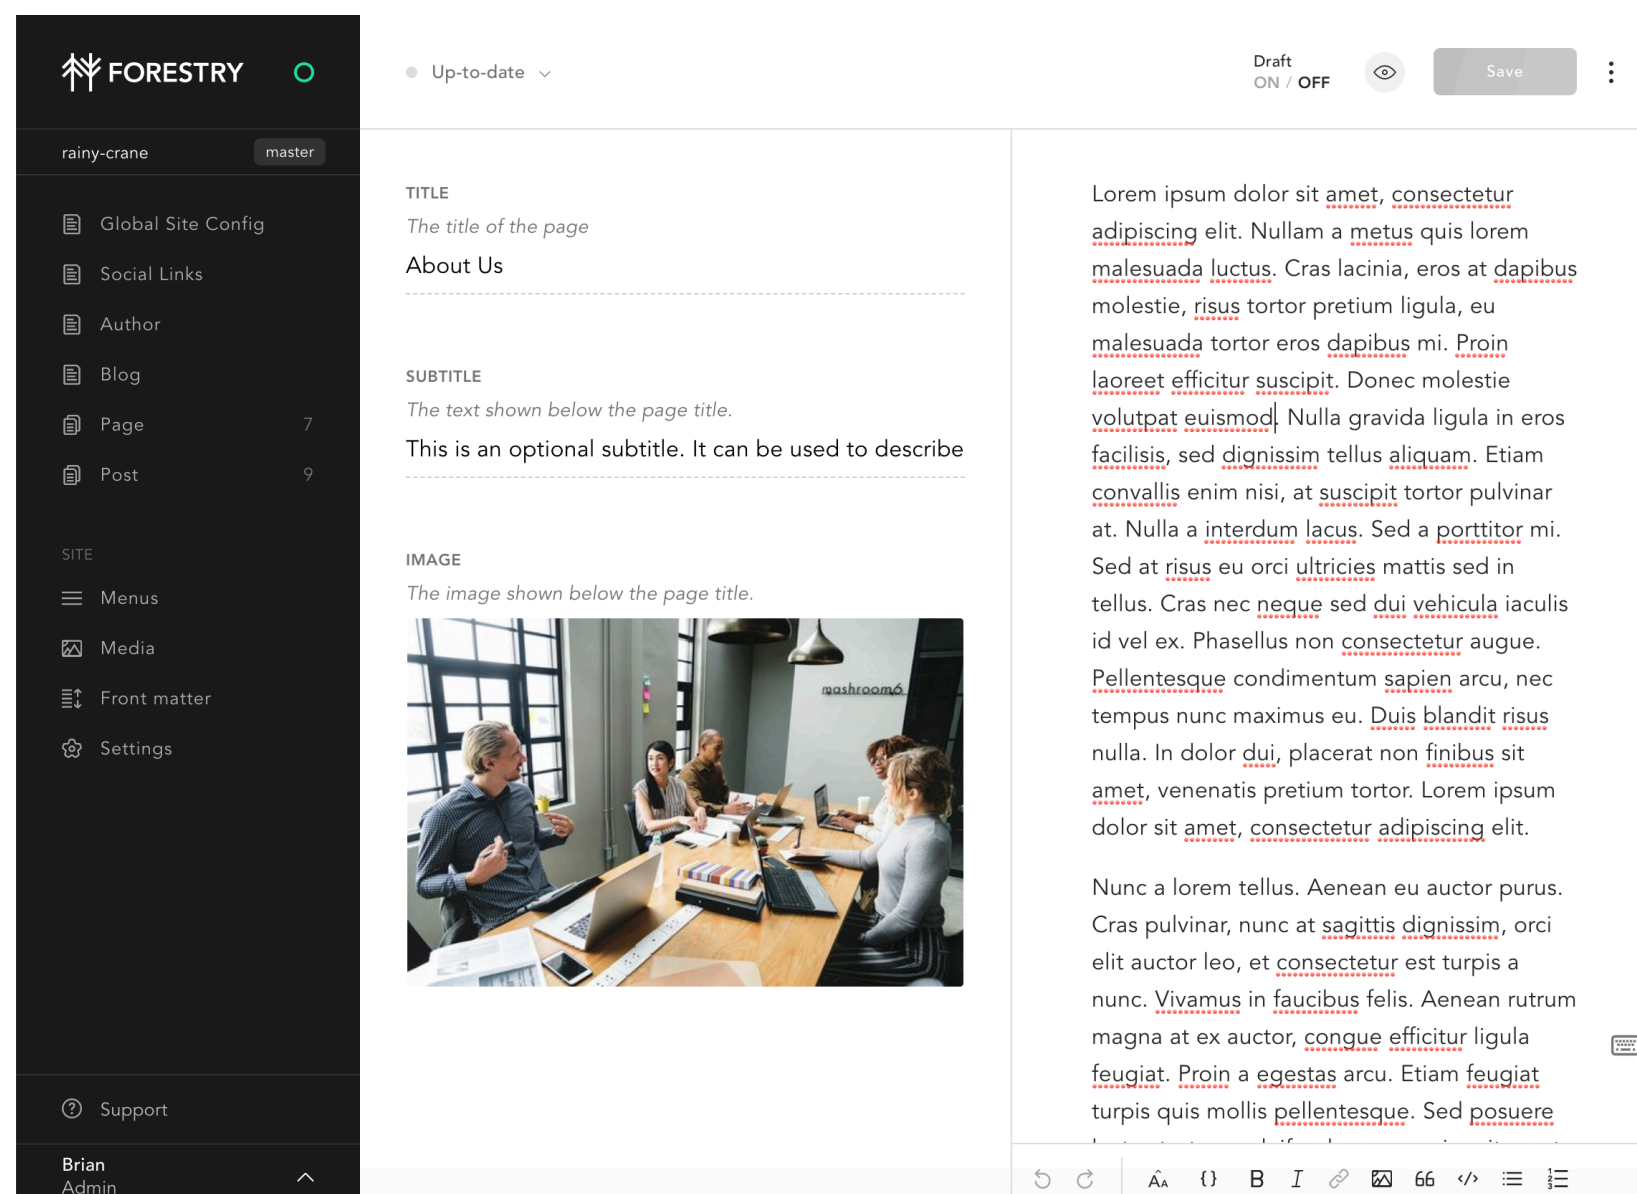 FORESTRY
rainy-crane
master
Global Site Config
Social Links
Author
Blog
Page 7
Post 9
SITE
Menus
Media
Front matter
Settings
Support
Brian
Admin
Up-to-date
Draft
ON / OFF
Save
TITLE
The title of the page
About Us
SUBTITLE
The text shown below the page title.
This is an optional subtitle. It can be used to describe
IMAGE
The image shown below the page title.
mashroom6
Lorem ipsum dolor sit amet, consectetur
adipiscing elit. Nullam a metus quis lorem
malesuada luctus. Cras lacinia, eros at dapibus
molestie, risus tortor pretium ligula, eu
malesuada tortor eros dapibus mi. Proin
laoreet efficitur suscipit. Donec molestie
volutpat euismod. Nulla gravida ligula in eros
facilisis, sed dignissim tellus aliquam. Etiam
convallis enim nisi, at suscipit tortor pulvinar
at. Nulla a interdum lacus. Sed a porttitor mi.
Sed at risus eu orci ultricies mattis sed in
tellus. Cras nec neque sed dui vehicula iaculis
id vel ex. Phasellus non consectetur augue.
Pellentesque condimentum sapien arcu, nec
tempus nunc maximus eu. Duis blandit risus
nulla. In dolor dui, placerat non finibus sit
amet, venenatis pretium tortor. Lorem ipsum
dolor sit amet, consectetur adipiscing elit.
Nunc a lorem tellus. Aenean eu auctor purus.
Cras pulvinar, nunc at sagittis dignissim, orci
elit auctor leo, et consectetur est turpis a
nunc. Vivamus in faucibus felis. Aenean rutrum
magna at ex auctor, congue efficitur ligula
feugiat. Proin a egestas arcu. Etiam feugiat
turpis quis mollis pellentesque. Sed posuere